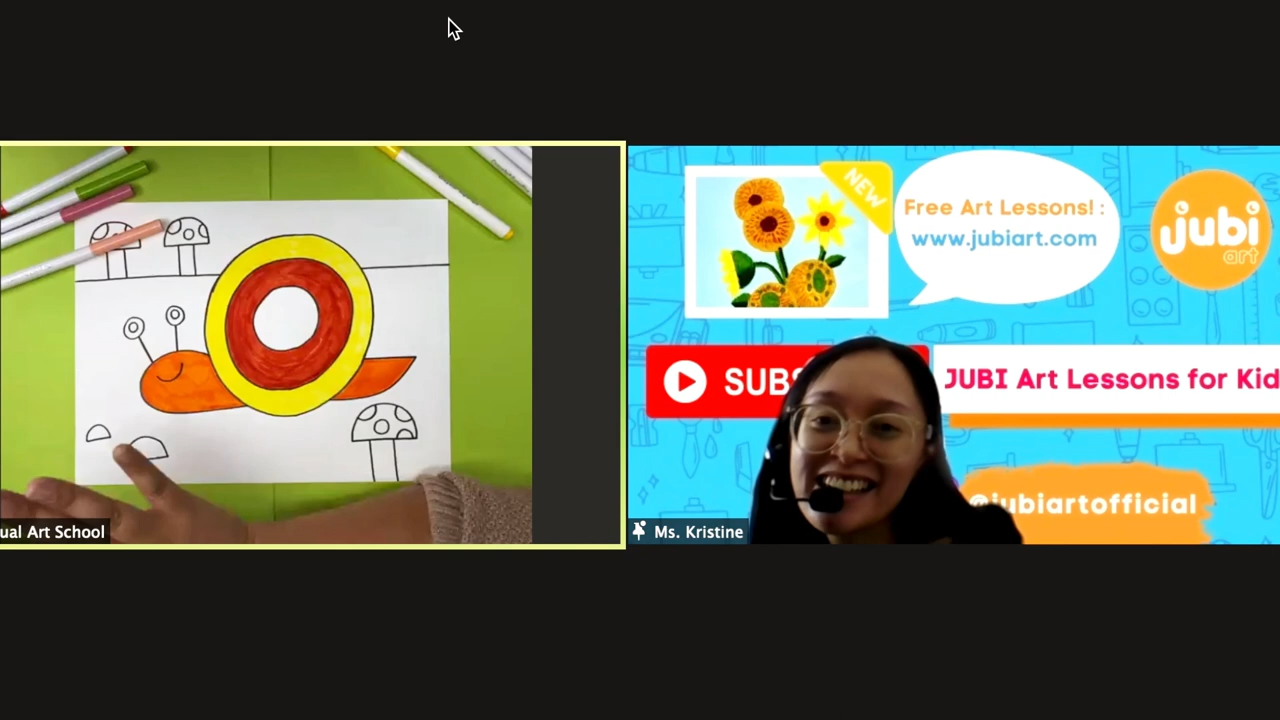 ual Art School
NEW
Free Art Lessons! :
www.jubiart.com
jubi
art
SUBS
JUBI Art Lessons for Kid
@jubiartofficial
Ms. Kristine